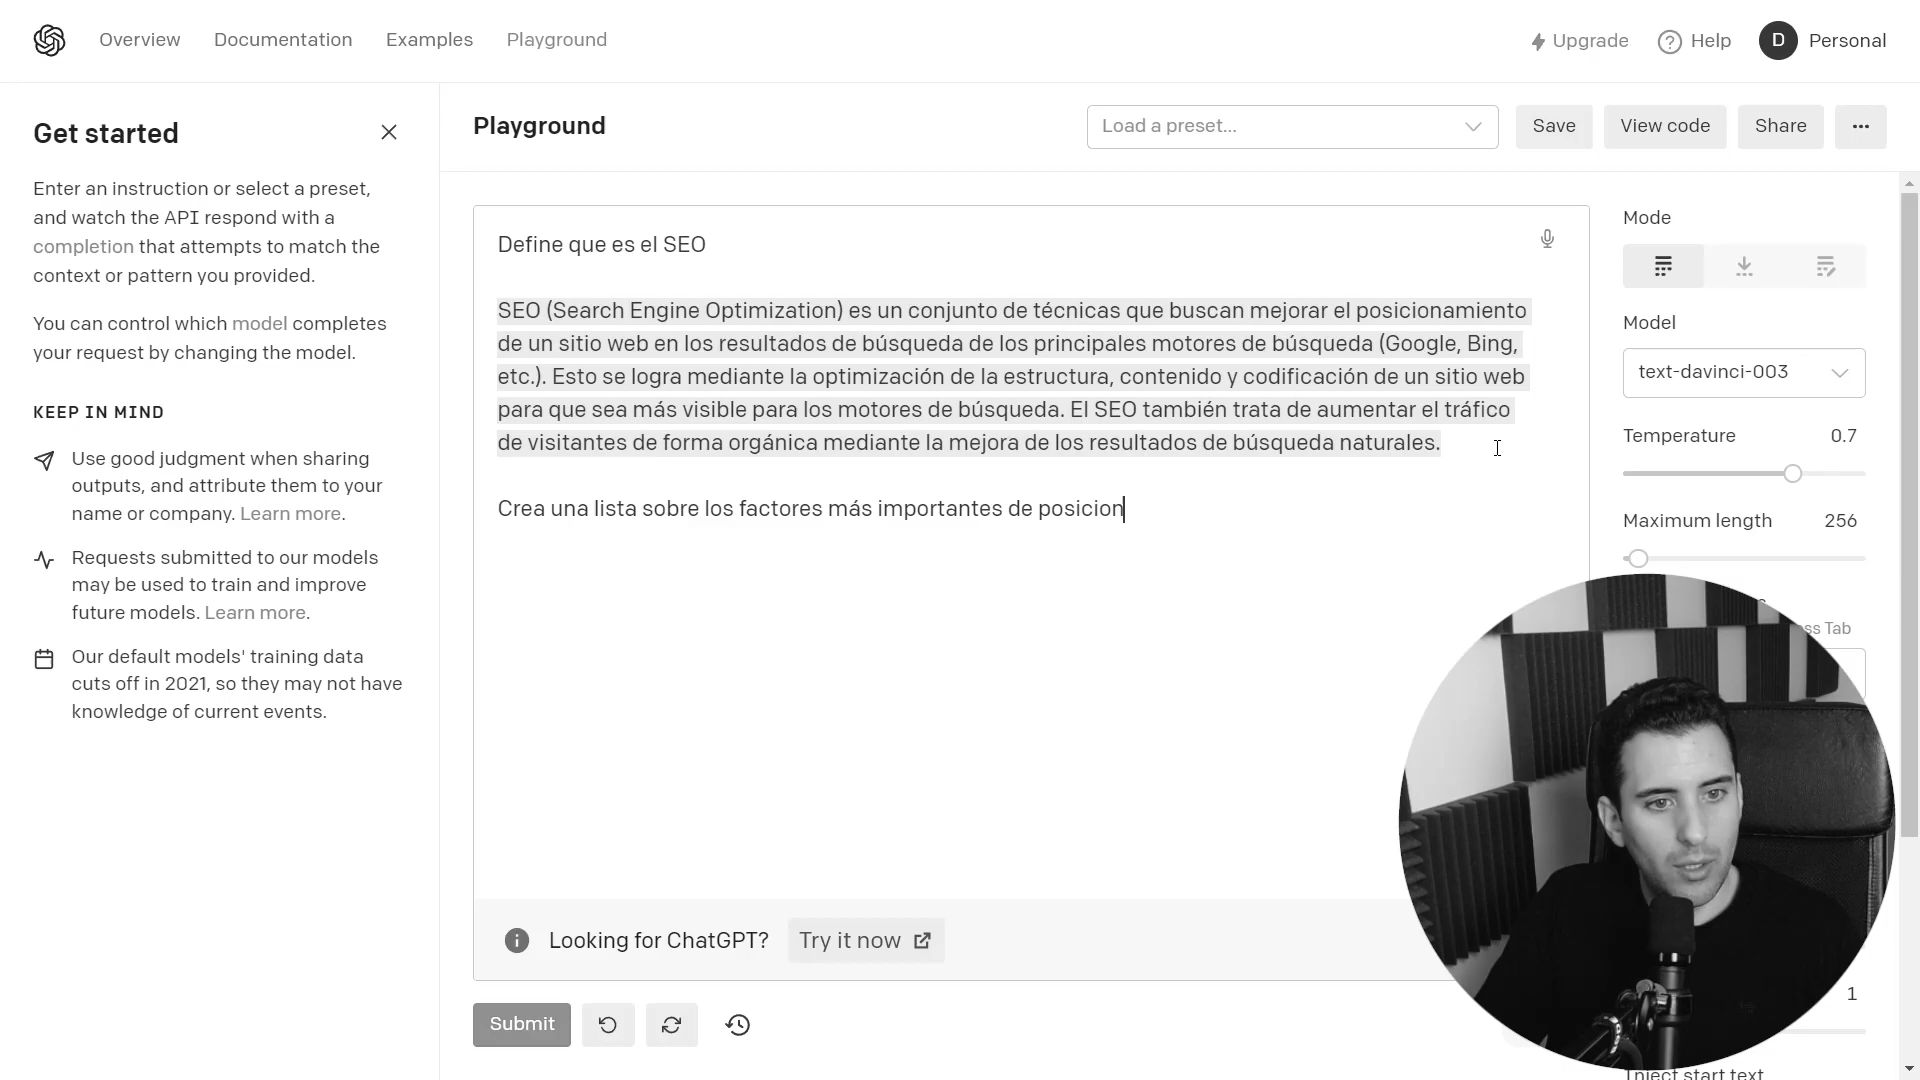 Overview
Documentation
Examples
Playground
Upgrade
Help
D
Personal
Get started
Enter an instruction or select a preset,
and watch the API respond with a
completion that attempts to match the
context or pattern you provided.
You can control which model completes
your request by changing the model.
KEEP IN MIND
Use good judgment when sharing
outputs, and attribute them to your
name or company. Learn more.
Requests submitted to our models
may be used to train and improve
future models. Learn more.
Our default models' training data
cuts off in 2021, so they may not have
knowledge of current events.
Playground
Load a preset...
Save
View code
Share
...
Define que es el SEO
SEO (Search Engine Optimization) es un conjunto de técnicas que buscan mejorar el posicionamiento
de un sitio web en los resultados de búsqueda de los principales motores de búsqueda (Google, Bing,
etc.). Esto se logra mediante la optimización de la estructura, contenido y codificación de un sitio web
para que sea más visible para los motores de búsqueda. El SEO también trata de aumentar el tráfico
de visitantes de forma orgánica mediante la mejora de los resultados de búsqueda naturales.
Crea una lista sobre los factores más importantes de posicion
Looking for ChatGPT?
Try it now
Submit
Mode
Model
text-davinci-003
Temperature 0.7
Maximum length 256
Tab
1
Inject start text